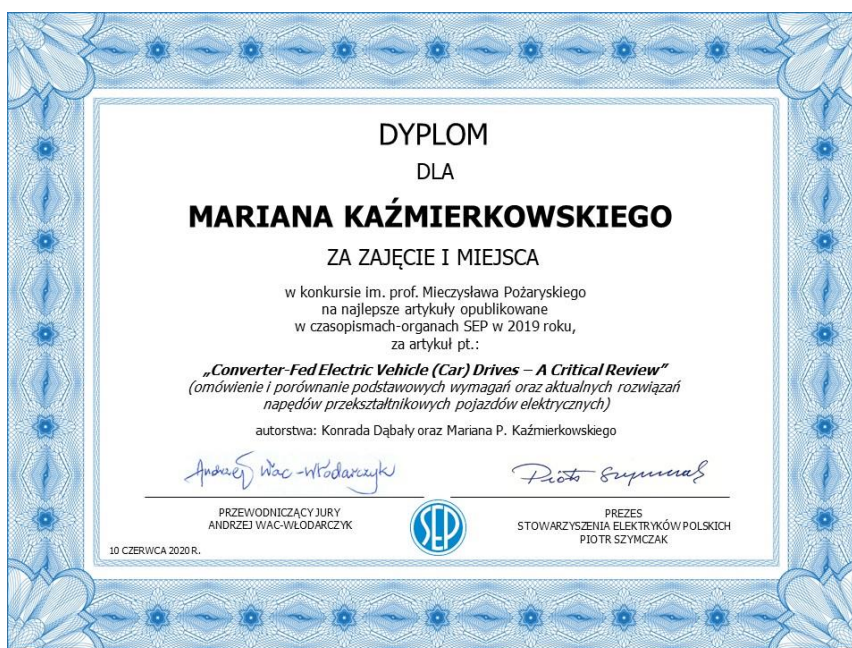 DYPLOM
DLA
MARIANA KAŹMIERKOWSKIEGO
ZA ZAJĘCIE I MIEJSCA
w konkursie im. prof. Mieczysława Pożaryskiego
na najlepsze artykuły opublikowane
w czasopismach-organach SEP w 2019 roku,
za artykuł pt.:
„Converter-Fed Electric Vehicle (Car) Drives – A Critical Review”
(omówienie i porównanie podstawowych wymagań oraz aktualnych rozwiązań
napędów przekształtnikowych pojazdów elektrycznych)
autorstwa: Konrada Dąbały oraz Mariana P. Kaźmierkowskiego
Andrzej Wac-Włodarczyk
Piotr Szymczak
PRZEWODNICZĄCY JURY
ANDRZEJ WAC-WŁODARCZYK
SEP
PREZES
STOWARZYSZENIA ELEKTRYKÓW POLSKICH
PIOTR SZYMCZAK
10 CZERWCA 2020 R.